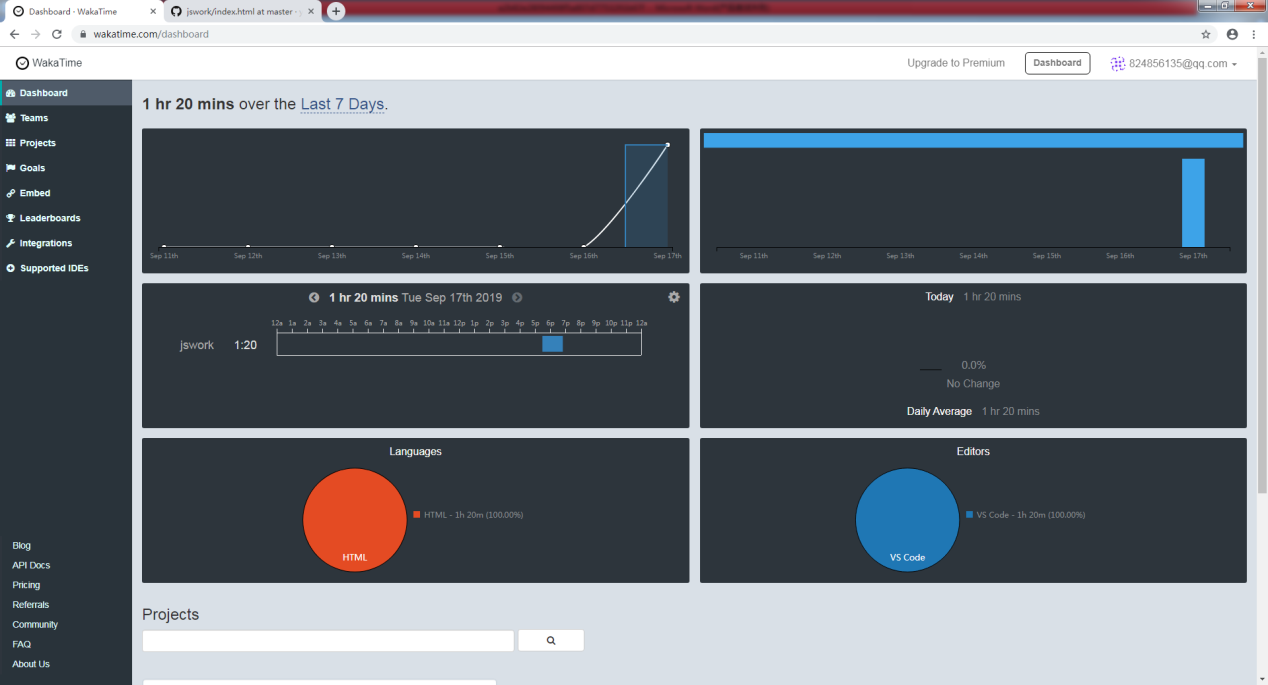 Dashboard - WakaTime
jswork/index.html at master
wakatime.com/dashboard
WakaTime
Upgrade to Premium
Dashboard
824856135@qq.com
Dashboard
Teams
Projects
Goals
Embed
Leaderboards
Integrations
Supported IDEs
Blog
API Docs
Pricing
Referrals
Community
FAQ
About Us
1 hr 20 mins over the Last 7 Days.
Sep 11th Sep 12th Sep 13th Sep 14th Sep 15th Sep 16th Sep 17th
Sep 11th Sep 12th Sep 13th Sep 14th Sep 15th Sep 16th Sep 17th
1 hr 20 mins Tue Sep 17th 2019
12a 1a 2a 3a 4a 5a 6a 7a 8a 9a 10a 11a 12p 1p 2p 3p 4p 5p 6p 7p 8p 9p 10p 11p 12a
jswork 1:20
Today 1 hr 20 mins
0.0%
No Change
Daily Average 1 hr 20 mins
Languages
HTML - 1h 20m (100.00%)
HTML
Editors
VS Code - 1h 20m (100.00%)
VS Code
Projects